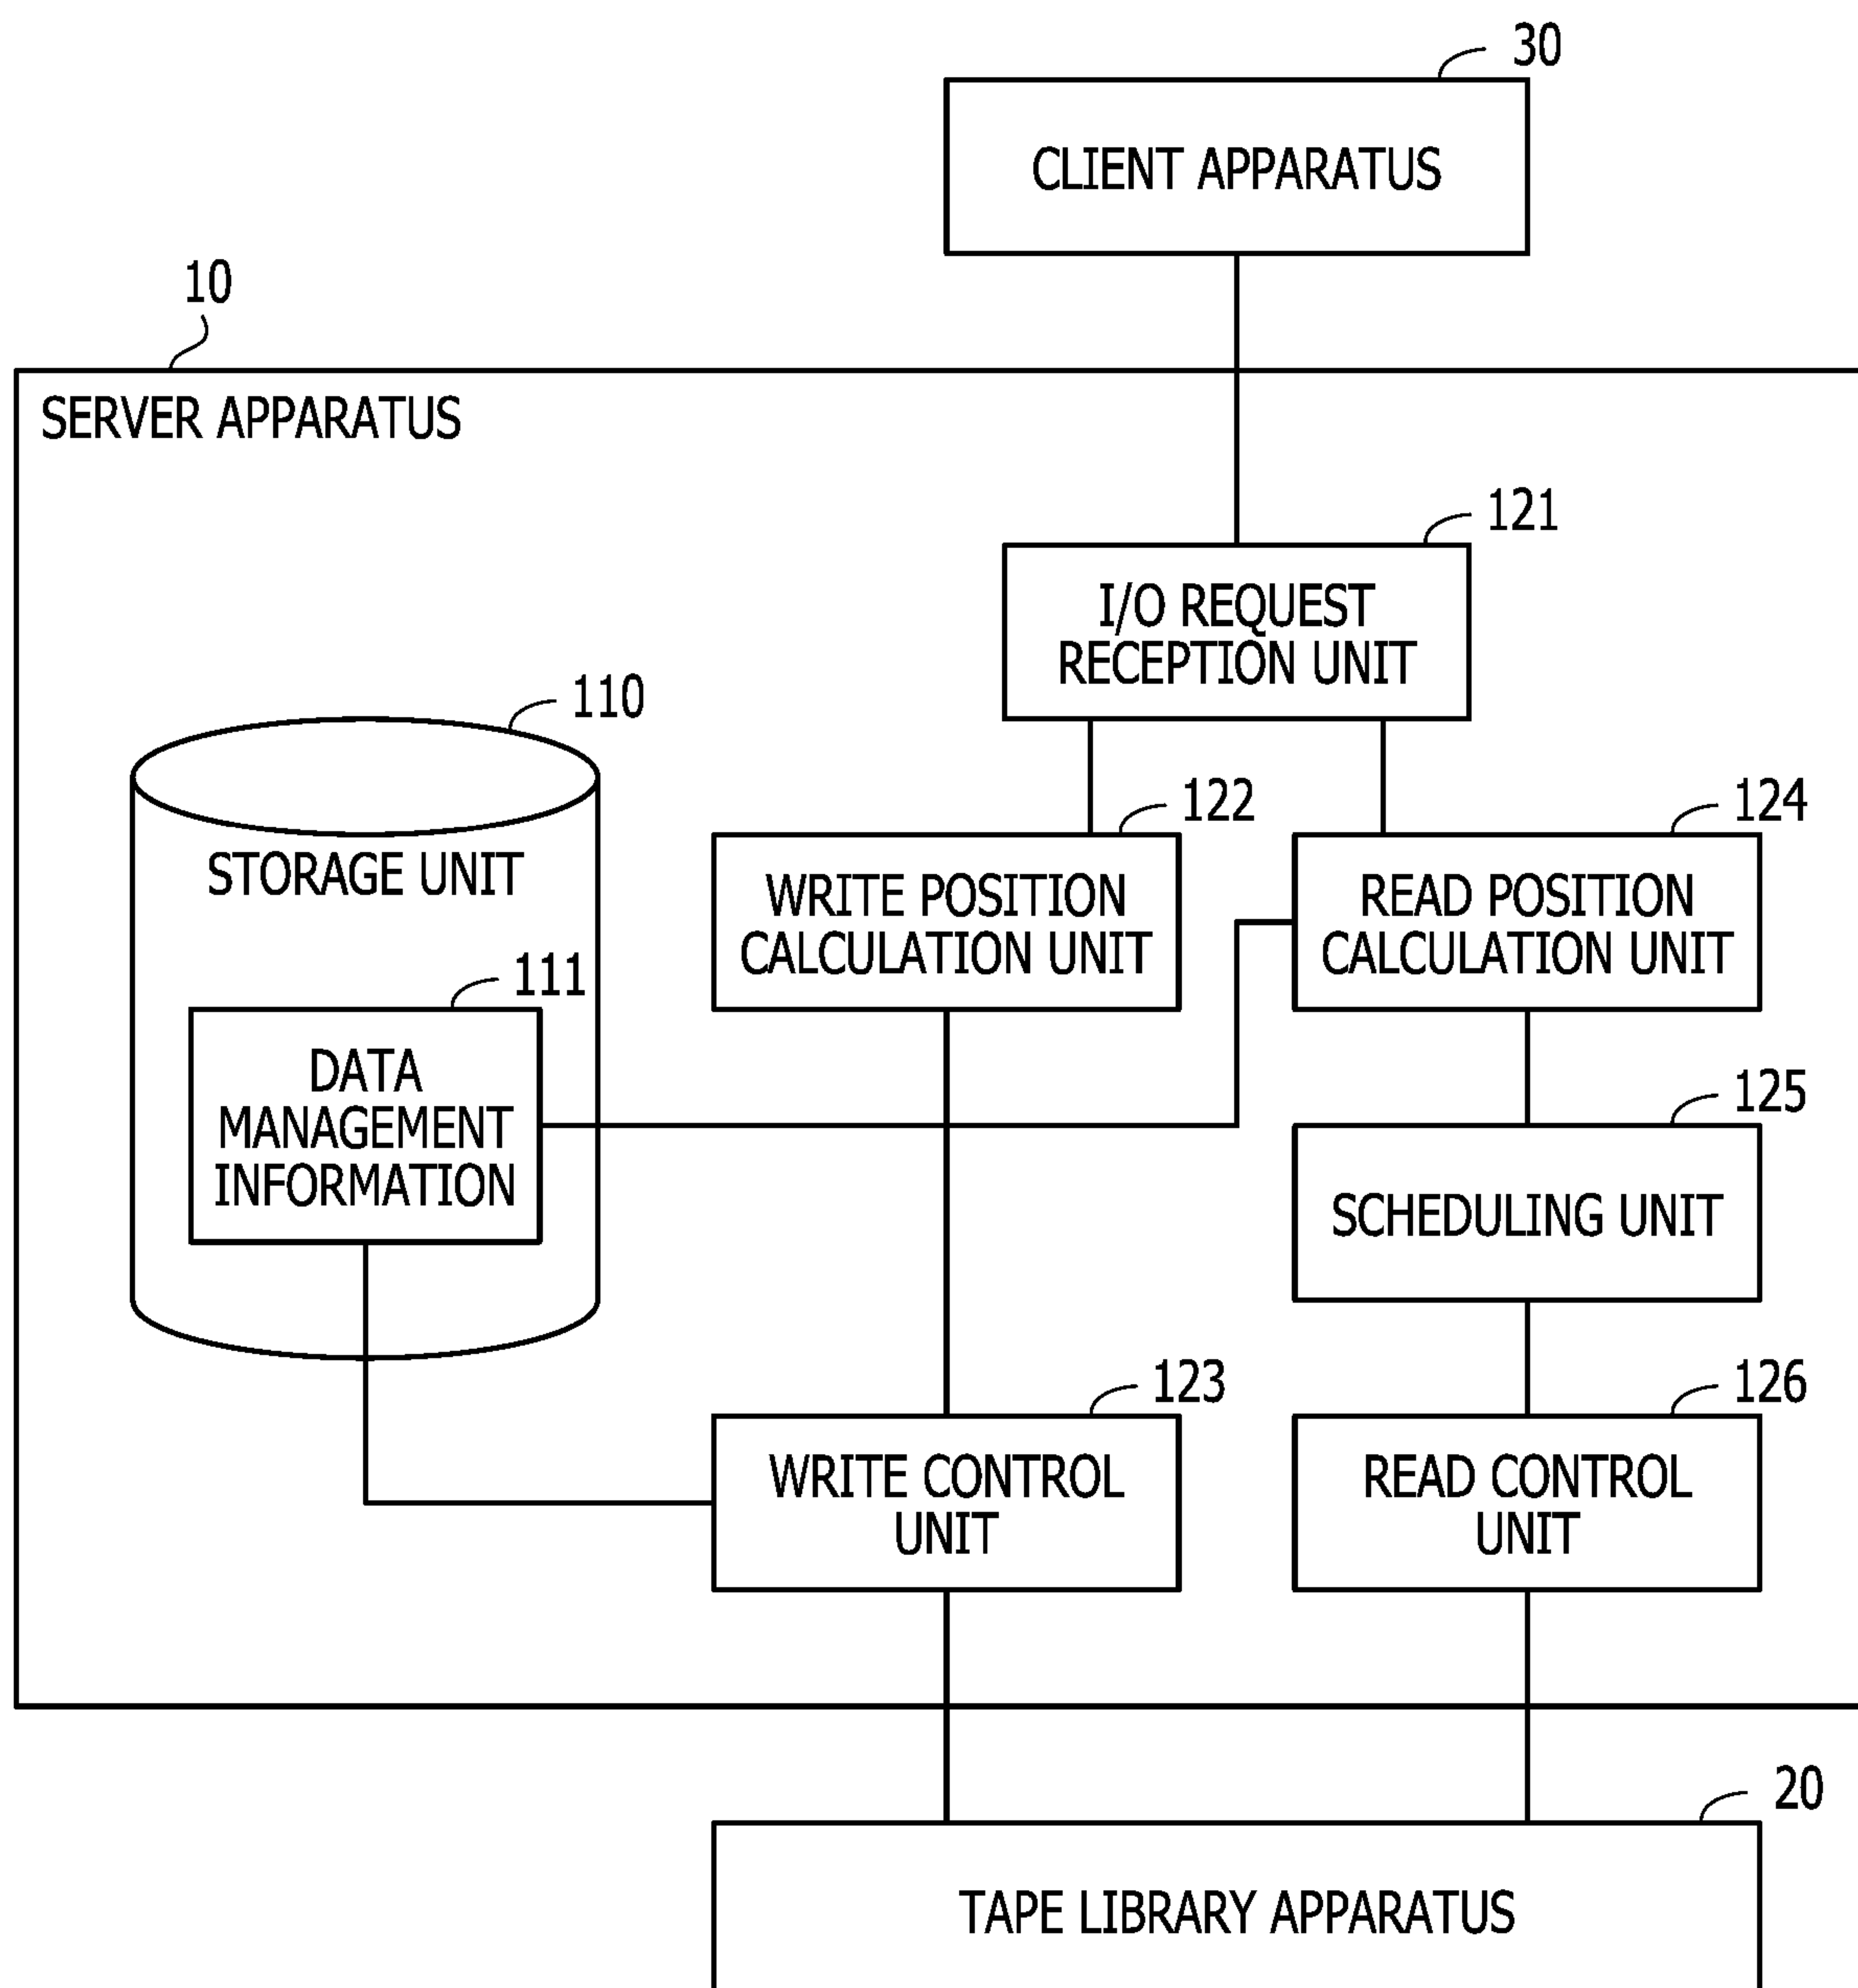 30
CLIENT APPARATUS
10
SERVER APPARATUS
121
I/O REQUEST
RECEPTION UNIT
110
STORAGE UNIT
122
WRITE POSITION
CALCULATION UNIT
124
READ POSITION
CALCULATION UNIT
111
DATA
MANAGEMENT
INFORMATION
125
SCHEDULING UNIT
123
WRITE CONTROL
UNIT
126
READ CONTROL
UNIT
20
TAPE LIBRARY APPARATUS